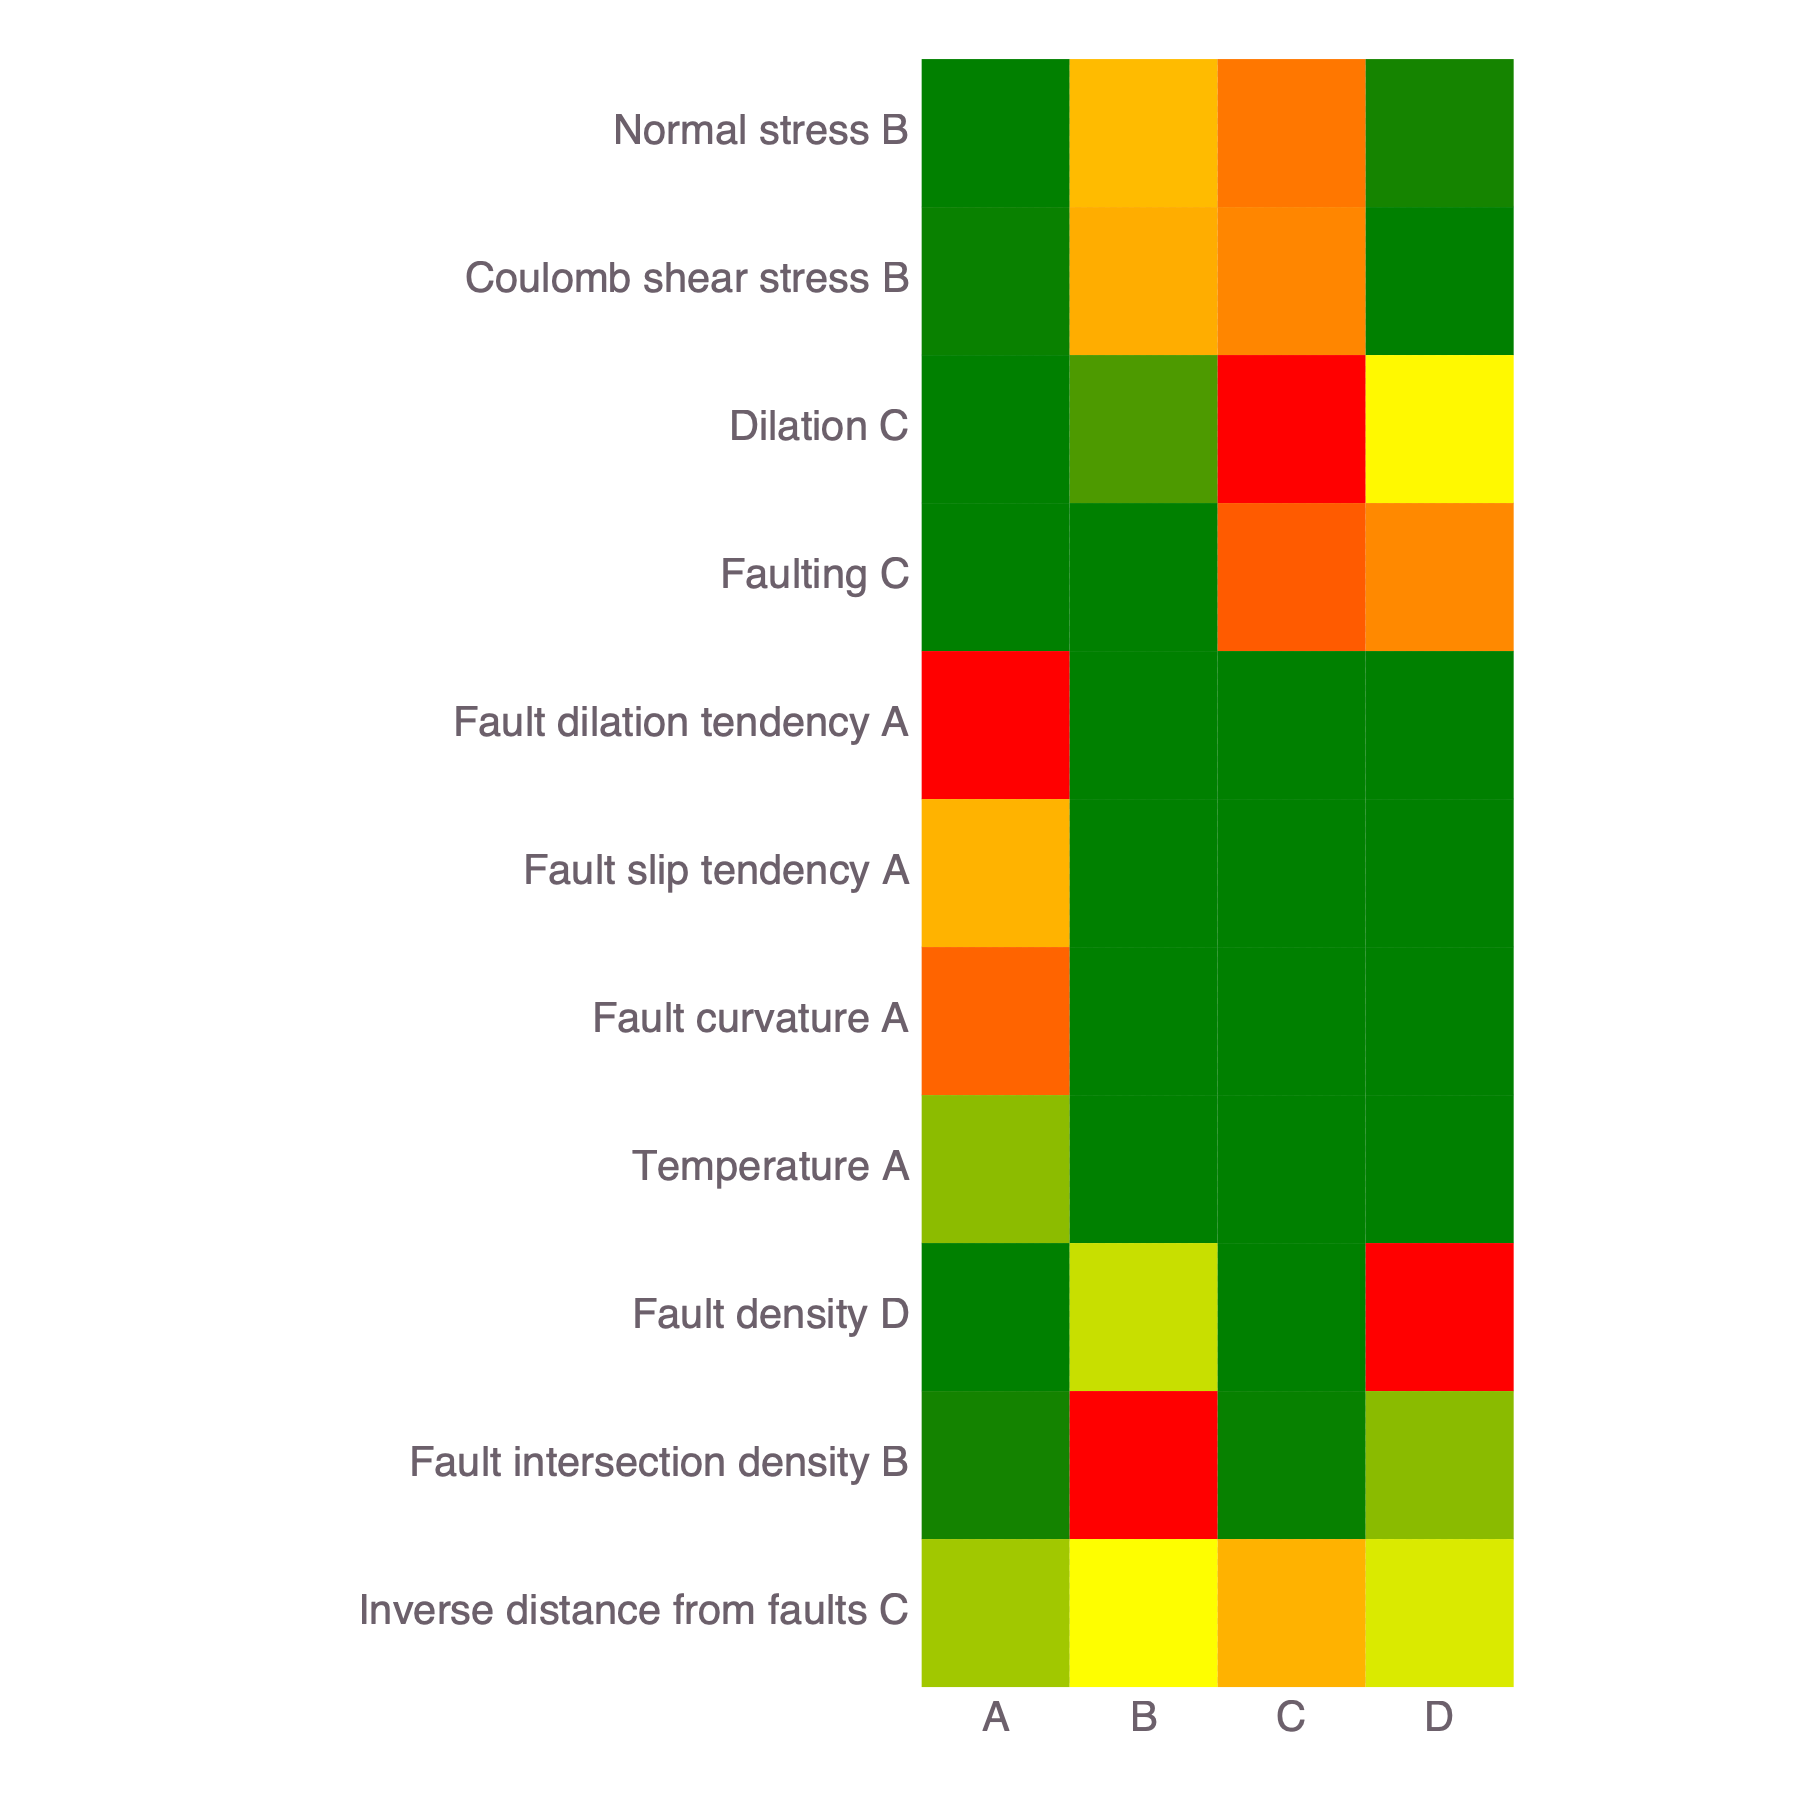 Normal stress B
Coulomb shear stress B
Dilation C
Faulting C
Fault dilation tendency A
Fault slip tendency A
Fault curvature A
Temperature A
Fault density D
Fault intersection density B
Inverse distance from faults C
A B C D